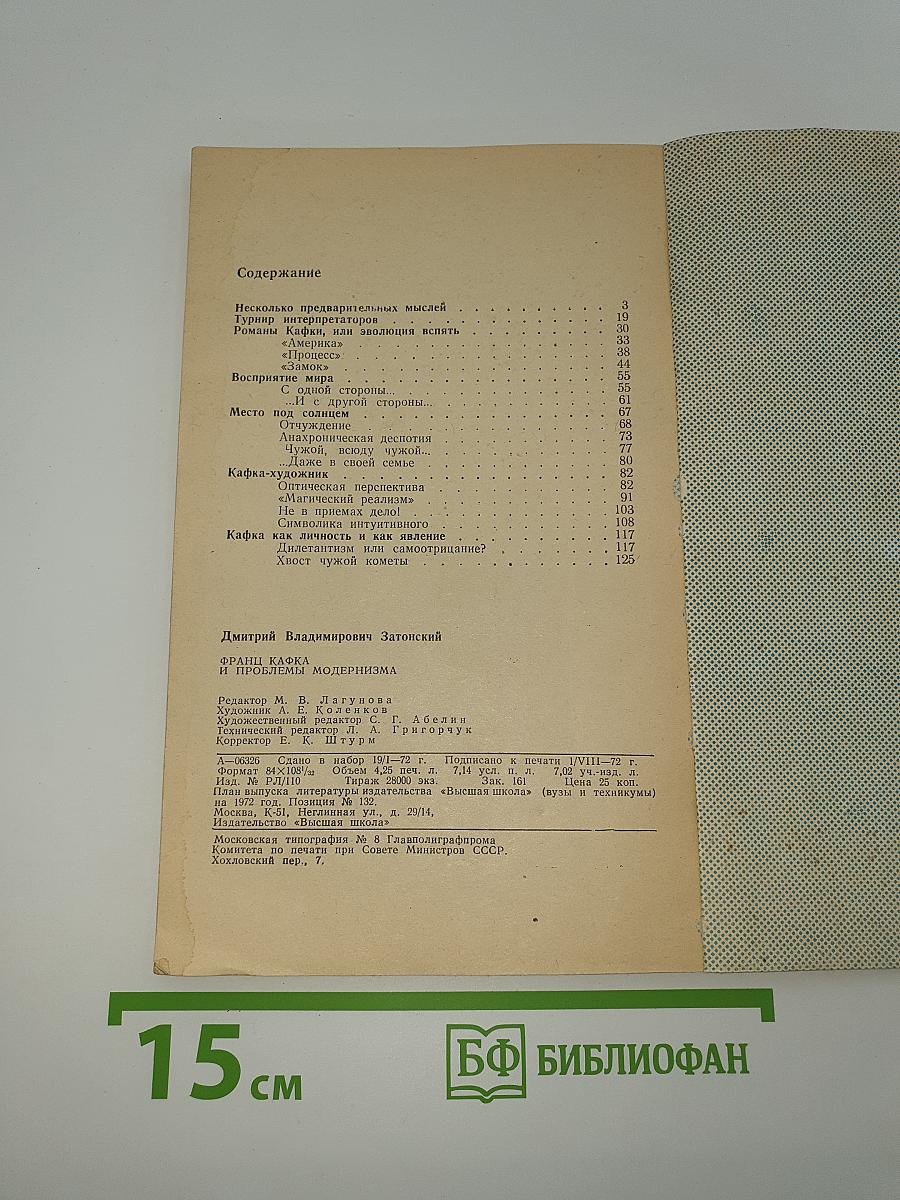 Содержание
Несколько предварительных мыслей . . . . . . . . . . 3
Турнир интерпретаторов . . . . . . . . . . . . 19
Романы Кафки, или эволюция вспять . . . . . . . . . 30
«Америка» . . . . . . . . . . . . . 33
«Процесс» . . . . . . . . . . . . . 38
«Замок» . . . . . . . . . . . . . 44
Восприятие мира . . . . . . . . . . . . . . 55
С одной стороны... . . . . . . . . . . . 55
...И с другой стороны... . . . . . . . . . 61
Место под солнцем . . . . . . . . . . . . . 67
Отчуждение . . . . . . . . . . . . . 68
Анахроническая деспотия . . . . . . . . . 73
Чужой, всюду чужой... . . . . . . . . . 77
...Даже в своей семье . . . . . . . . . 80
Кафка-художник . . . . . . . . . . . . . . 82
Оптическая перспектива . . . . . . . . . 82
«Магический реализм» . . . . . . . . . . 91
Не в приемах дело! . . . . . . . . . . . 103
Символика интуитивного . . . . . . . . . 108
Кафка как личность и как явление . . . . . . . . . 117
Дилетантизм или самоотрицание? . . . . . . . 117
Хвост чужой кометы . . . . . . . . . . 125
Дмитрий Владимирович Затонский
ФРАНЦ КАФКА
И ПРОБЛЕМЫ МОДЕРНИЗМА
Редактор М. В. Лагунова
Художник А. Е. Коленков
Художественный редактор С. Г. Абелин
Технический редактор Л. А. Григорчук
Корректор Е. К. Штурм
А—06326 Сдано в набор 19/I—72 г. Подписано к печати 1/VIII—72 г.
Формат 84×108¹/₃₂ Объем 4,25 печ. л. 7,14 усл. п. л. 7,02 уч.-изд. л.
Изд. № РЛ/110 Тираж 28000 экз. Зак. 161 Цена 25 коп.
План выпуска литературы издательства «Высшая школа» (вузы и техникумы)
на 1972 год. Позиция № 132.
Москва, К-51, Неглинная ул., д. 29/14,
Издательство «Высшая школа»
Московская типография № 8 Главполиграфпрома
Комитета по печати при Совете Министров СССР.
Хохловский пер., 7.
15 см
БФ БИБЛИОФАН